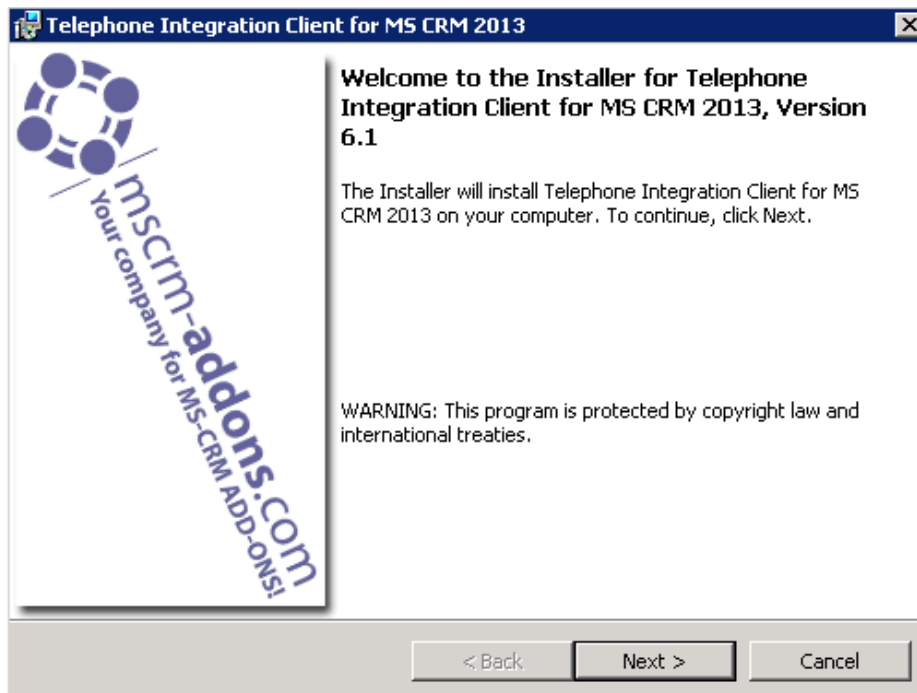 Telephone Integration Client for MS CRM 2013
Welcome to the Installer for Telephone
Integration Client for MS CRM 2013, Version
6.1
The Installer will install Telephone Integration Client for MS
CRM 2013 on your computer. To continue, click Next.
mscrm-addons.com
Your company for MS-CRM ADD-ONS!
WARNING: This program is protected by copyright law and
international treaties.
< Back
Next >
Cancel